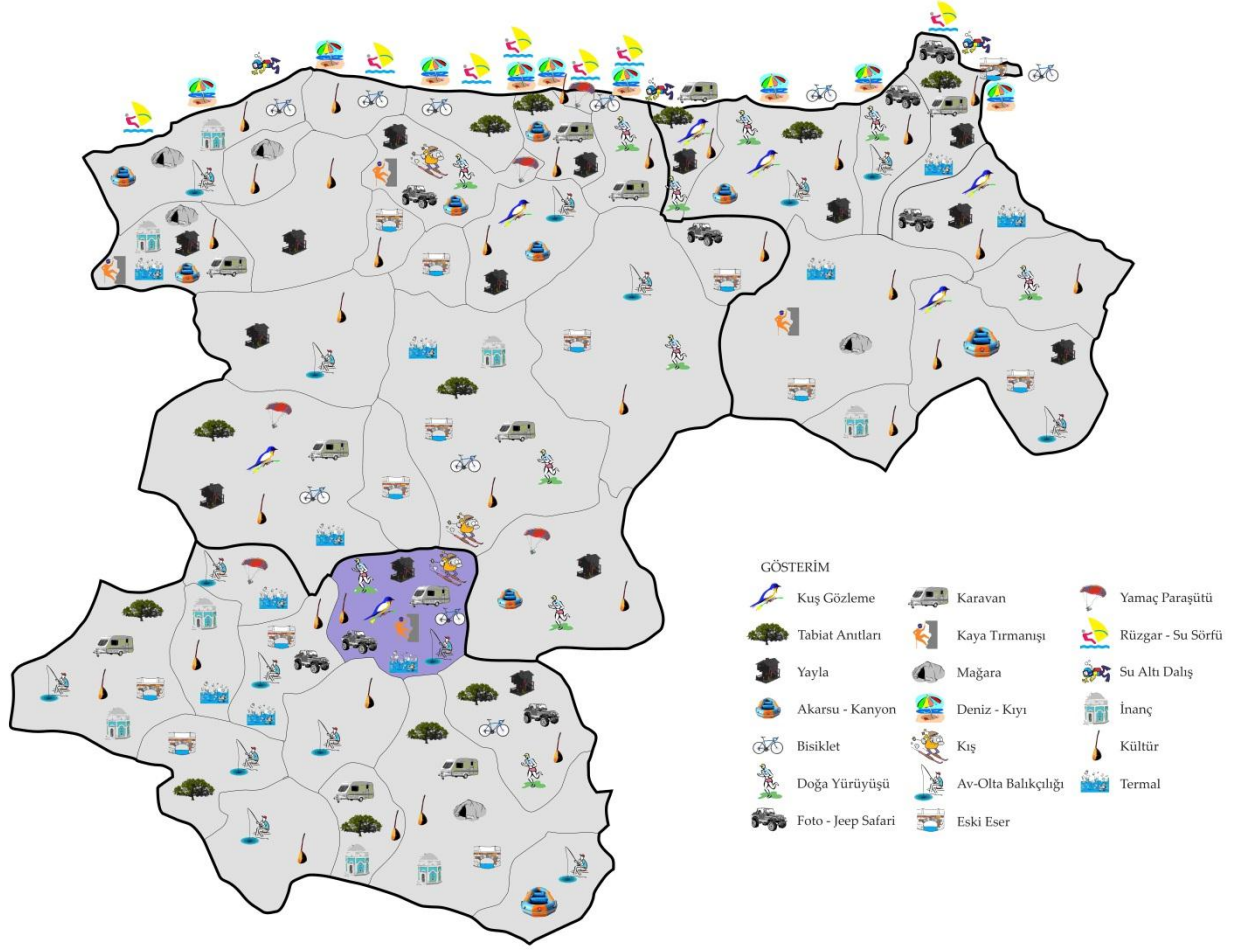 GÖSTERİM
Kuş Gözleme
Tabiat Anıtları
Yayla
Akarsu - Kanyon
Bisiklet
Doğa Yürüyüşü
Foto - Jeep Safari
Karavan
Kaya Tırmanışı
Mağara
Deniz - Kıyı
Kış
Av-Olta Balıkçılığı
Eski Eser
Yamaç Paraşütü
Rüzgar - Su Sörfü
Su Altı Dalış
İnanç
Kültür
Termal